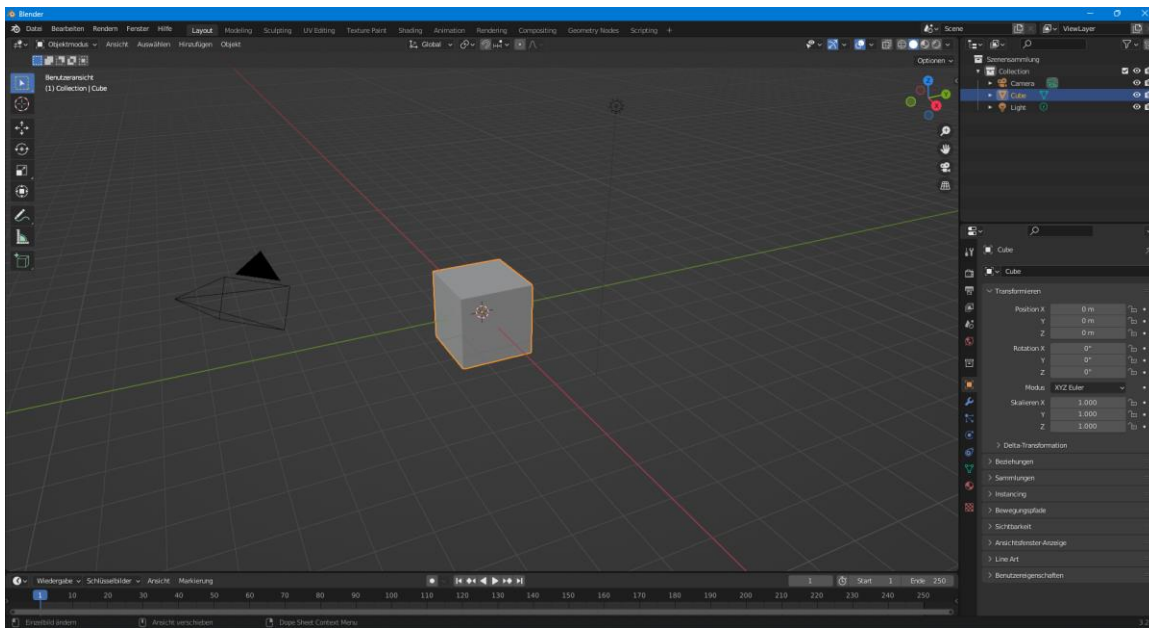 Blender
Datei Bearbeiten Rendern Fenster Hilfe Layout Modeling Sculpting UV Editing Texture Paint Shading Animation Rendering Compositing Geometry Nodes Scripting + Scene ViewLayer
Objektmodus Ansicht Auswählen Hinzufügen Objekt Global
Optionen
Benutzeransicht
(1) Collection | Cube
Z
Y
X
Szenensammlung
Collection
Camera
Cube
Light
Cube
Cube
Transformieren
Position X 0 m
Y 0 m
Z 0 m
Rotation X 0°
Y 0°
Z 0°
Modus XYZ Euler
Skalieren X 1.000
Y 1.000
Z 1.000
Delta-Transformation
Beziehungen
Sammlungen
Instancing
Bewegungspfade
Sichtbarkeit
Ansichtsfenster-Anzeige
Line Art
Benutzereigenschaften
Wiedergabe Schlüsselbilder Ansicht Markierung 1 Start 1 Ende 250
1 10 20 30 40 50 60 70 80 90 100 110 120 130 140 150 160 170 180 190 200 210 220 230 240 250
Einzelbild ändern Ansicht verschieben Dope Sheet Context Menu